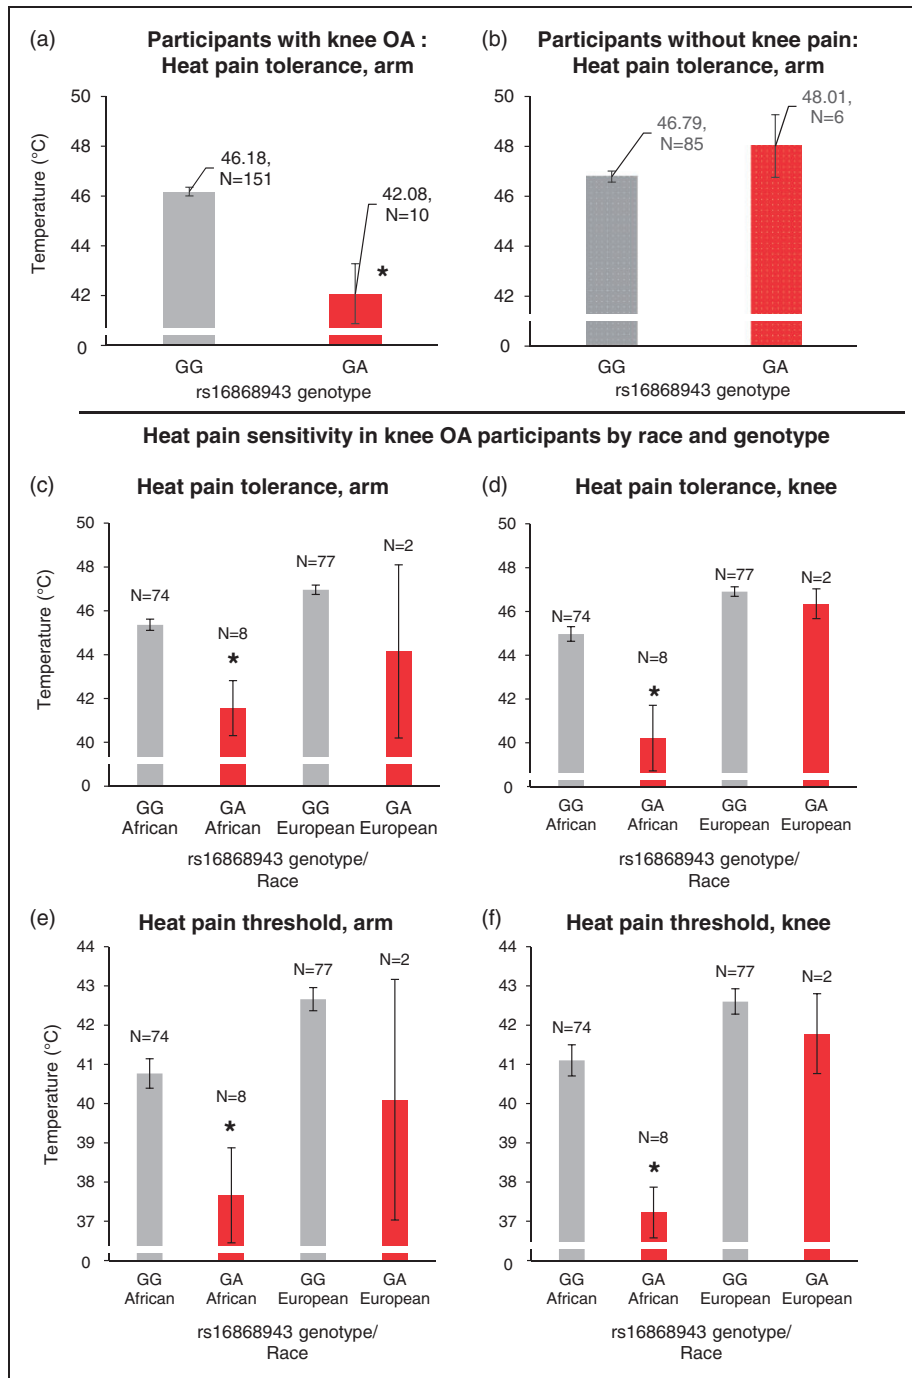 (a)
Participants with knee OA :
Heat pain tolerance, arm
Temperature (°C)
50
48
46
44
42
0
46.18,
N=151
42.08,
N=10
*
GG
GA
rs16868943 genotype
(b)
Participants without knee pain:
Heat pain tolerance, arm
50
48
46
44
42
0
46.79,
N=85
48.01,
N=6
GG
GA
rs16868943 genotype
Heat pain sensitivity in knee OA participants by race and genotype
(c)
Heat pain tolerance, arm
Temperature (°C)
50
48
46
44
42
40
0
N=74
N=8
*
N=77
N=2
GG GA GG GA
African African European European
rs16868943 genotype/
Race
(d)
Heat pain tolerance, knee
50
48
46
44
42
40
0
N=74
N=8
*
N=77
N=2
GG GA GG GA
African African European European
rs16868943 genotype/
Race
(e)
Heat pain threshold, arm
Temperature (°C)
44
43
42
41
40
39
38
37
0
N=74
N=8
*
N=77
N=2
GG GA GG GA
African African European European
rs16868943 genotype/
Race
(f)
Heat pain threshold, knee
44
43
42
41
40
39
38
37
0
N=74
N=8
*
N=77
N=2
GG GA GG GA
African African European European
rs16868943 genotype/
Race